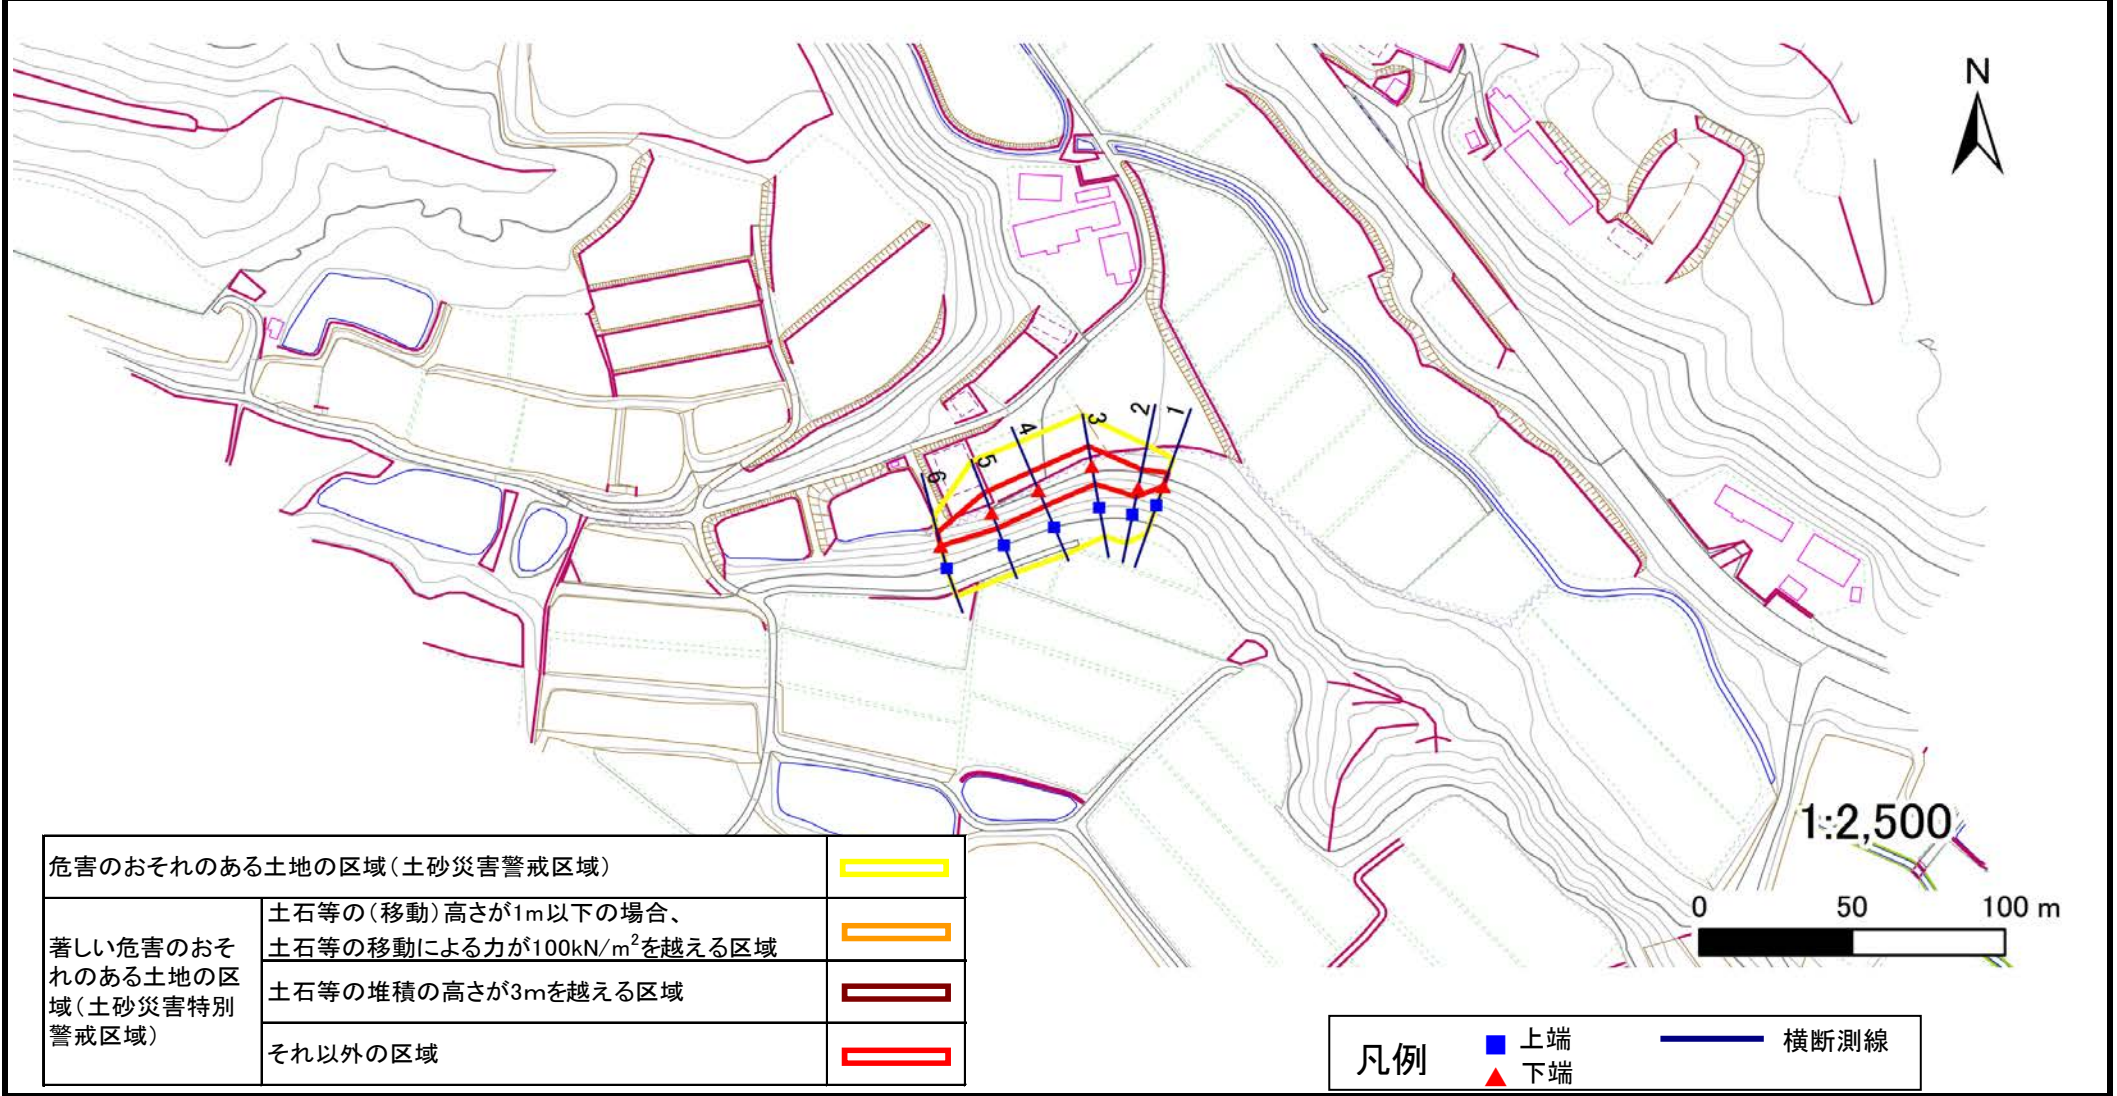 N
1
2
3
4
5
6
1:2,500
0 50 100 m
危害のおそれのある土地の区域(土砂災害警戒区域)
著しい危害のおそ
れのある土地の区
域(土砂災害特別
警戒区域)
土石等の(移動)高さが1m以下の場合、
土石等の移動による力が100kN/m²を越える区域
土石等の堆積の高さが3mを越える区域
それ以外の区域
凡例
上端
下端
横断測線